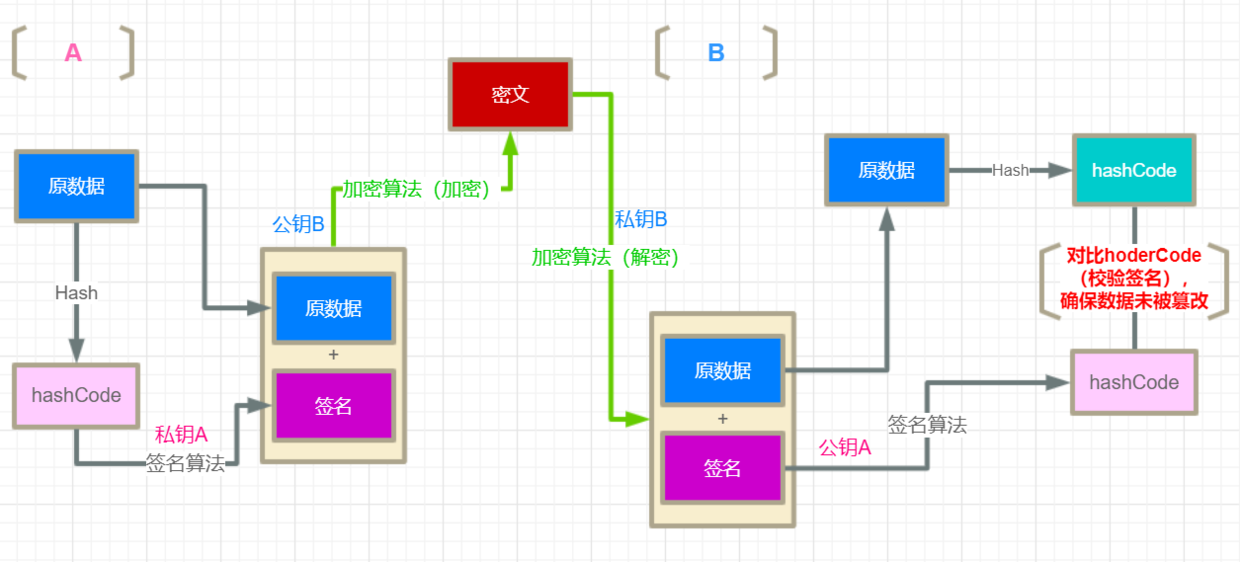 A
B
密文
原数据
原数据
Hash
hashCode
加密算法（加密）
公钥B
私钥B
hashCode
Hash
原数据
+
签名
加密算法（解密）
对比hoderCode
（校验签名），
确保数据未被篡改
原数据
+
签名
hashCode
hashCode
私钥A
签名算法
公钥A
签名算法